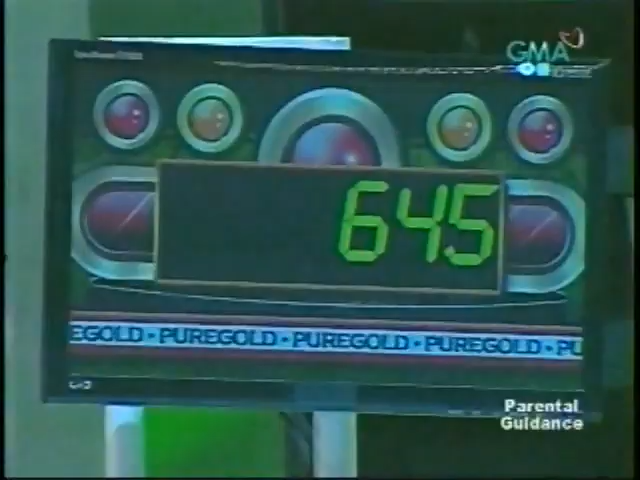 GMA
645
EGOLD • PUREGOLD • PUREGOLD • PUREGOLD • PU
Parental
Guidance